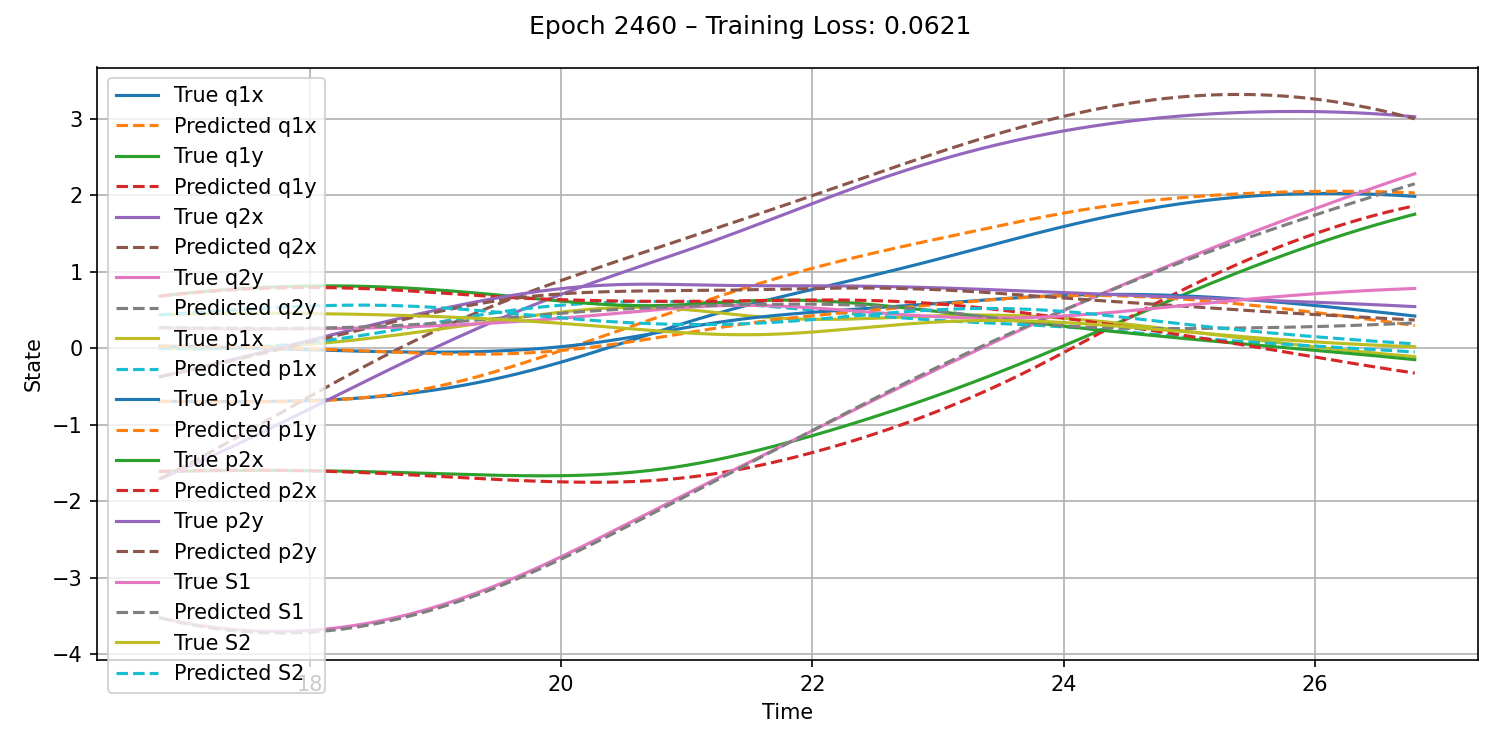 Epoch 2460 – Training Loss: 0.0621
True q1x
Predicted q1x
True q1y
Predicted q1y
True q2x
Predicted q2x
True q2y
Predicted q2y
True p1x
Predicted p1x
True p1y
Predicted p1y
True p2x
Predicted p2x
True p2y
Predicted p2y
True S1
Predicted S1
True S2
Predicted S2
3
2
1
0
−1
−2
−3
−4
State
18
20
22
24
26
Time